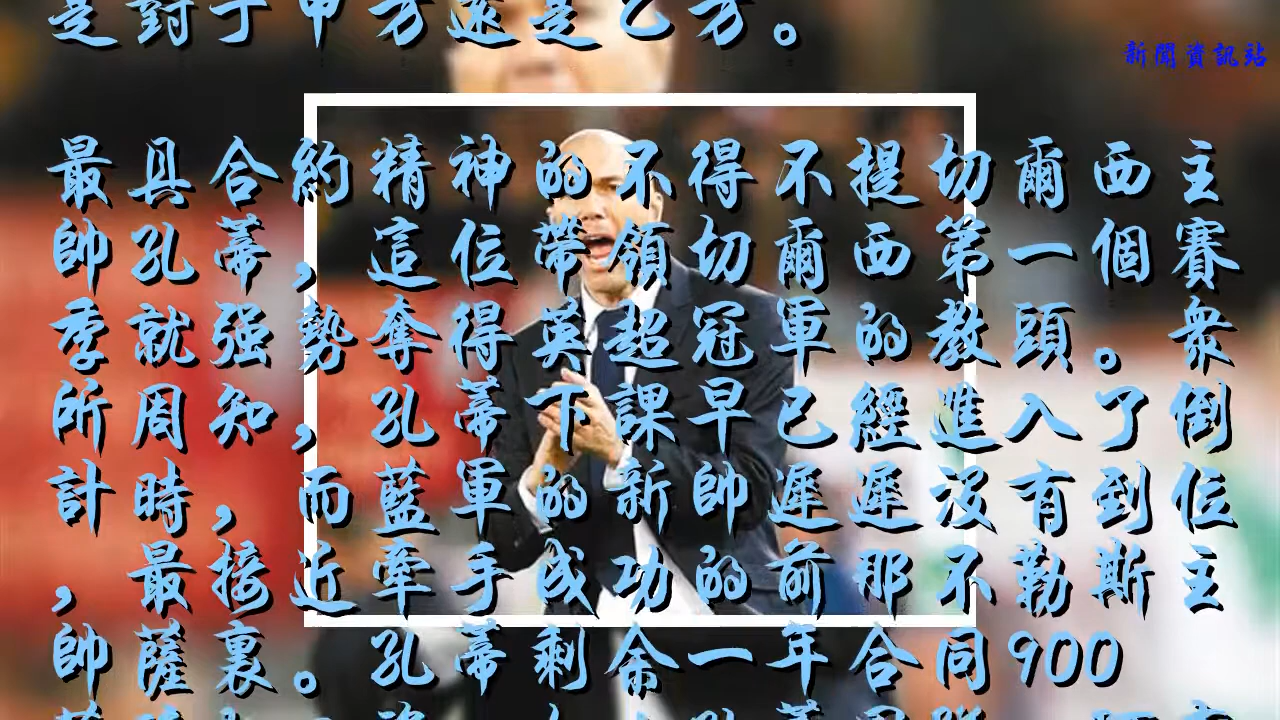 是對于甲方還是乙方。
新聞資訊站
最具合約精神的不得不提切爾西主
帥孔蒂，這位帶領切爾西第一個賽
季就强勢奪得英超冠軍的教頭。衆
所周知，孔蒂下課早已經進入了倒
計時，而藍軍的新帥遲遲沒有到位
，最接近牽手成功的前那不勒斯主
帥薩裏。孔蒂剩余一年合同900